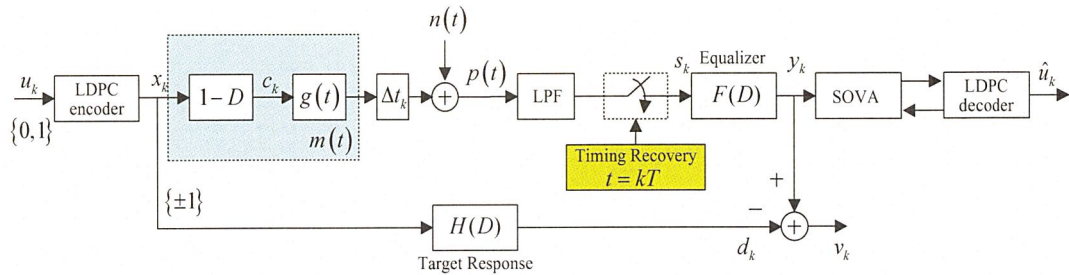 n(t)
u_k
LDPC
encoder
x_k
1−D
c_k
g(t)
Δt_k
+
p(t)
LPF
s_k
Equalizer
F(D)
y_k
SOVA
LDPC
decoder
û_k
{0,1}
m(t)
Timing Recovery
t = kT
{±1}
+
H(D)
−
+
d_k
v_k
Target Response